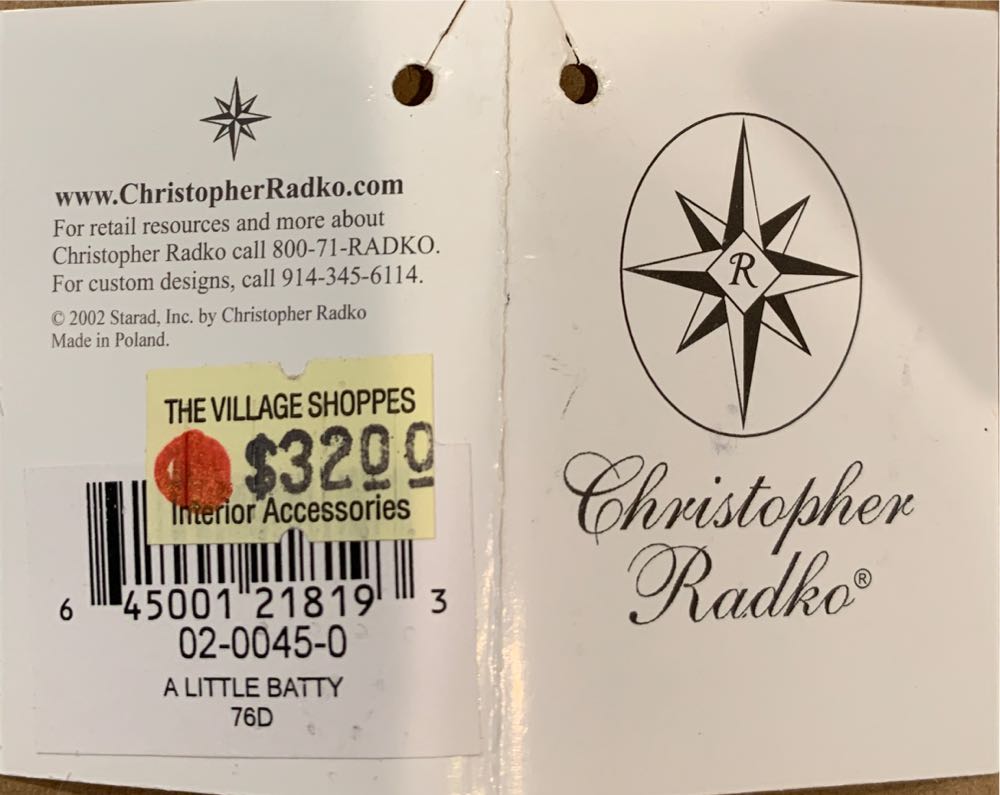 www.ChristopherRadko.com
For retail resources and more about
Christopher Radko call 800-71-RADKO.
For custom designs, call 914-345-6114.
© 2002 Starad, Inc. by Christopher Radko
Made in Poland.
THE VILLAGE SHOPPES
$3200
Interior Accessories
6 45001 21819 3
02-0045-0
A LITTLE BATTY
76D
R
Christopher
Radko®